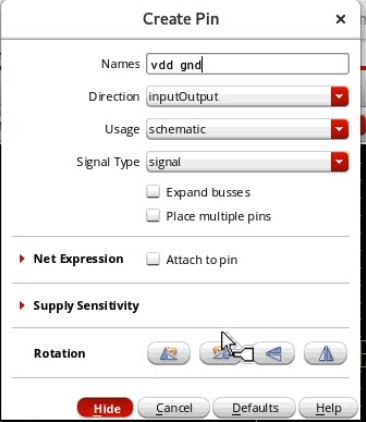 Create Pin ×
Names vdd gnd
Direction inputOutput
Usage schematic
Signal Type signal
Expand busses
Place multiple pins
Net Expression Attach to pin
Supply Sensitivity
Rotation
Hide Cancel Defaults Help